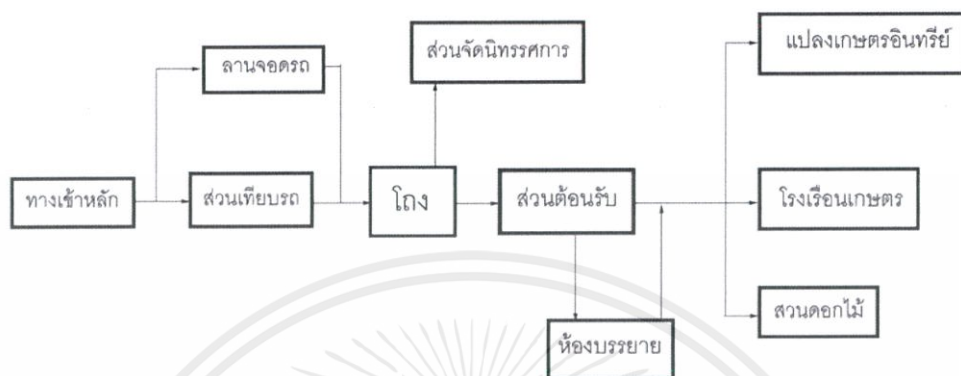 ส่วนจัดนิทรรศการ
แปลงเกษตรอินทรีย์
ลานจอดรถ
ทางเข้าหลัก
ส่วนเทียบรถ
โถง
ส่วนต้อนรับ
โรงเรือนเกษตร
สวนดอกไม้
ห้องบรรยาย